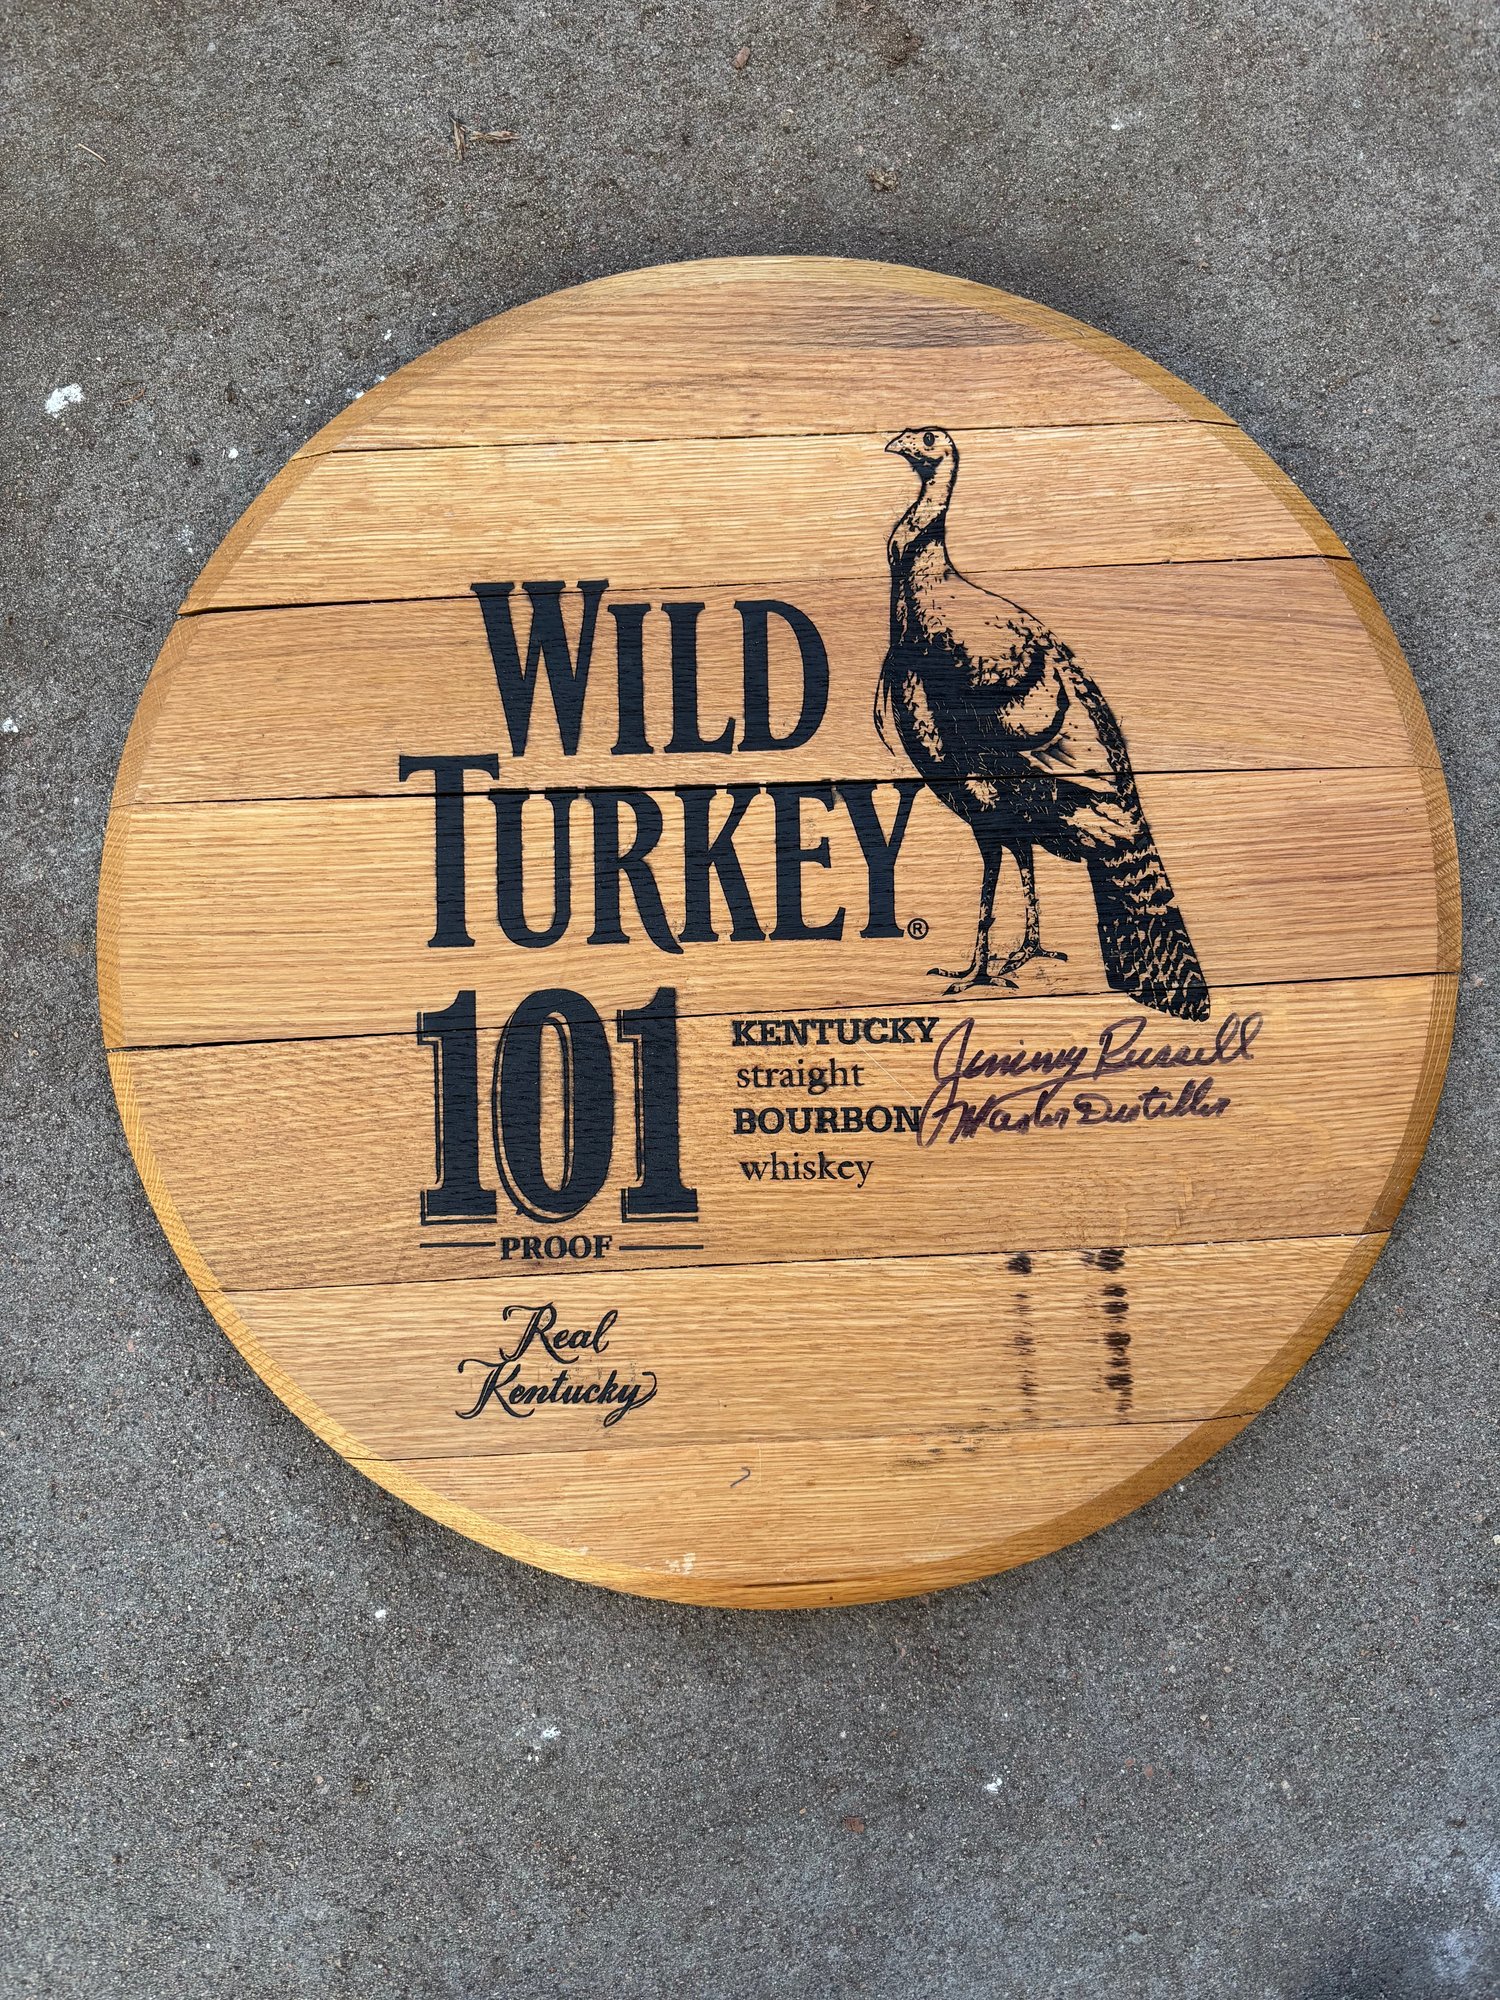 WILD
TURKEY®
101
PROOF
KENTUCKY
straight
BOURBON
whiskey
Jimmy Russell
Master Distiller
Real
Kentucky